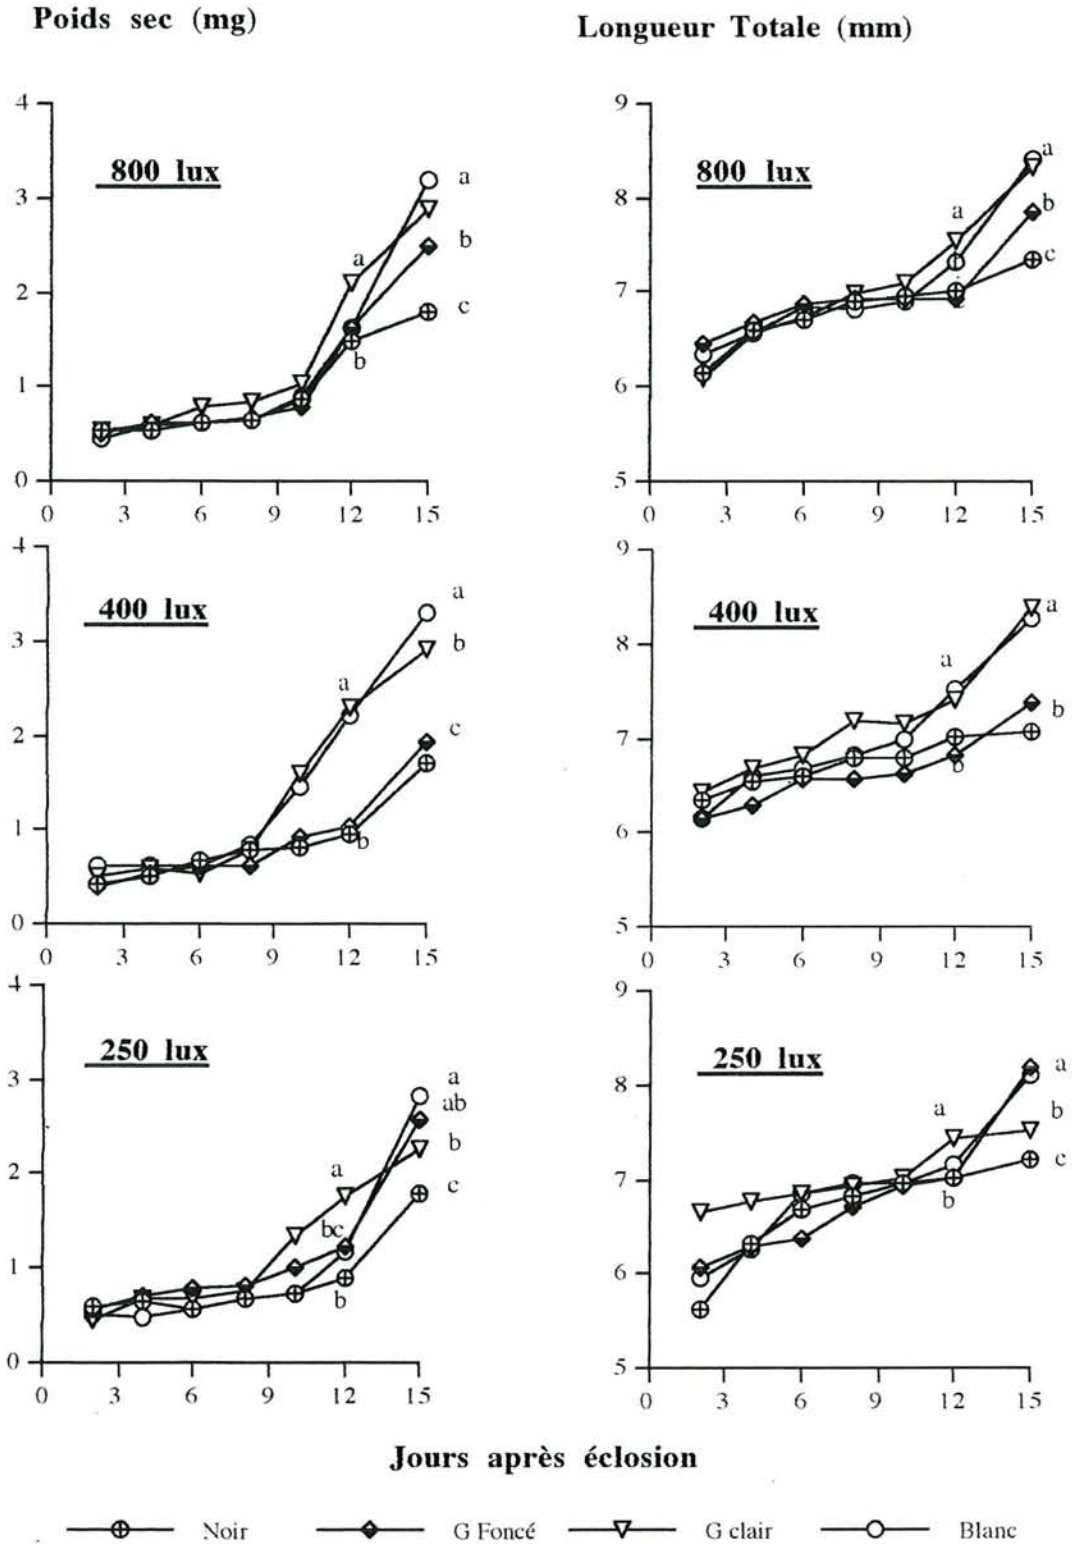 Poids sec (mg)
Longueur Totale (mm)
4
3
2
1
0
800 lux
a
a
b
c
b
0 3 6 9 12 15
9
8
7
6
5
800 lux
a
a
b
c
c
0 3 6 9 12 15
4
3
2
1
0
400 lux
a
a
b
c
b
0 3 6 9 12 15
9
8
7
6
5
400 lux
a
a
b
b
0 3 6 9 12 15
4
3
2
1
0
250 lux
a
ab
b
a
bc
c
b
0 3 6 9 12 15
9
8
7
6
5
250 lux
a
a
b
c
b
0 3 6 9 12 15
Jours après éclosion
Noir G Foncé G clair Blanc